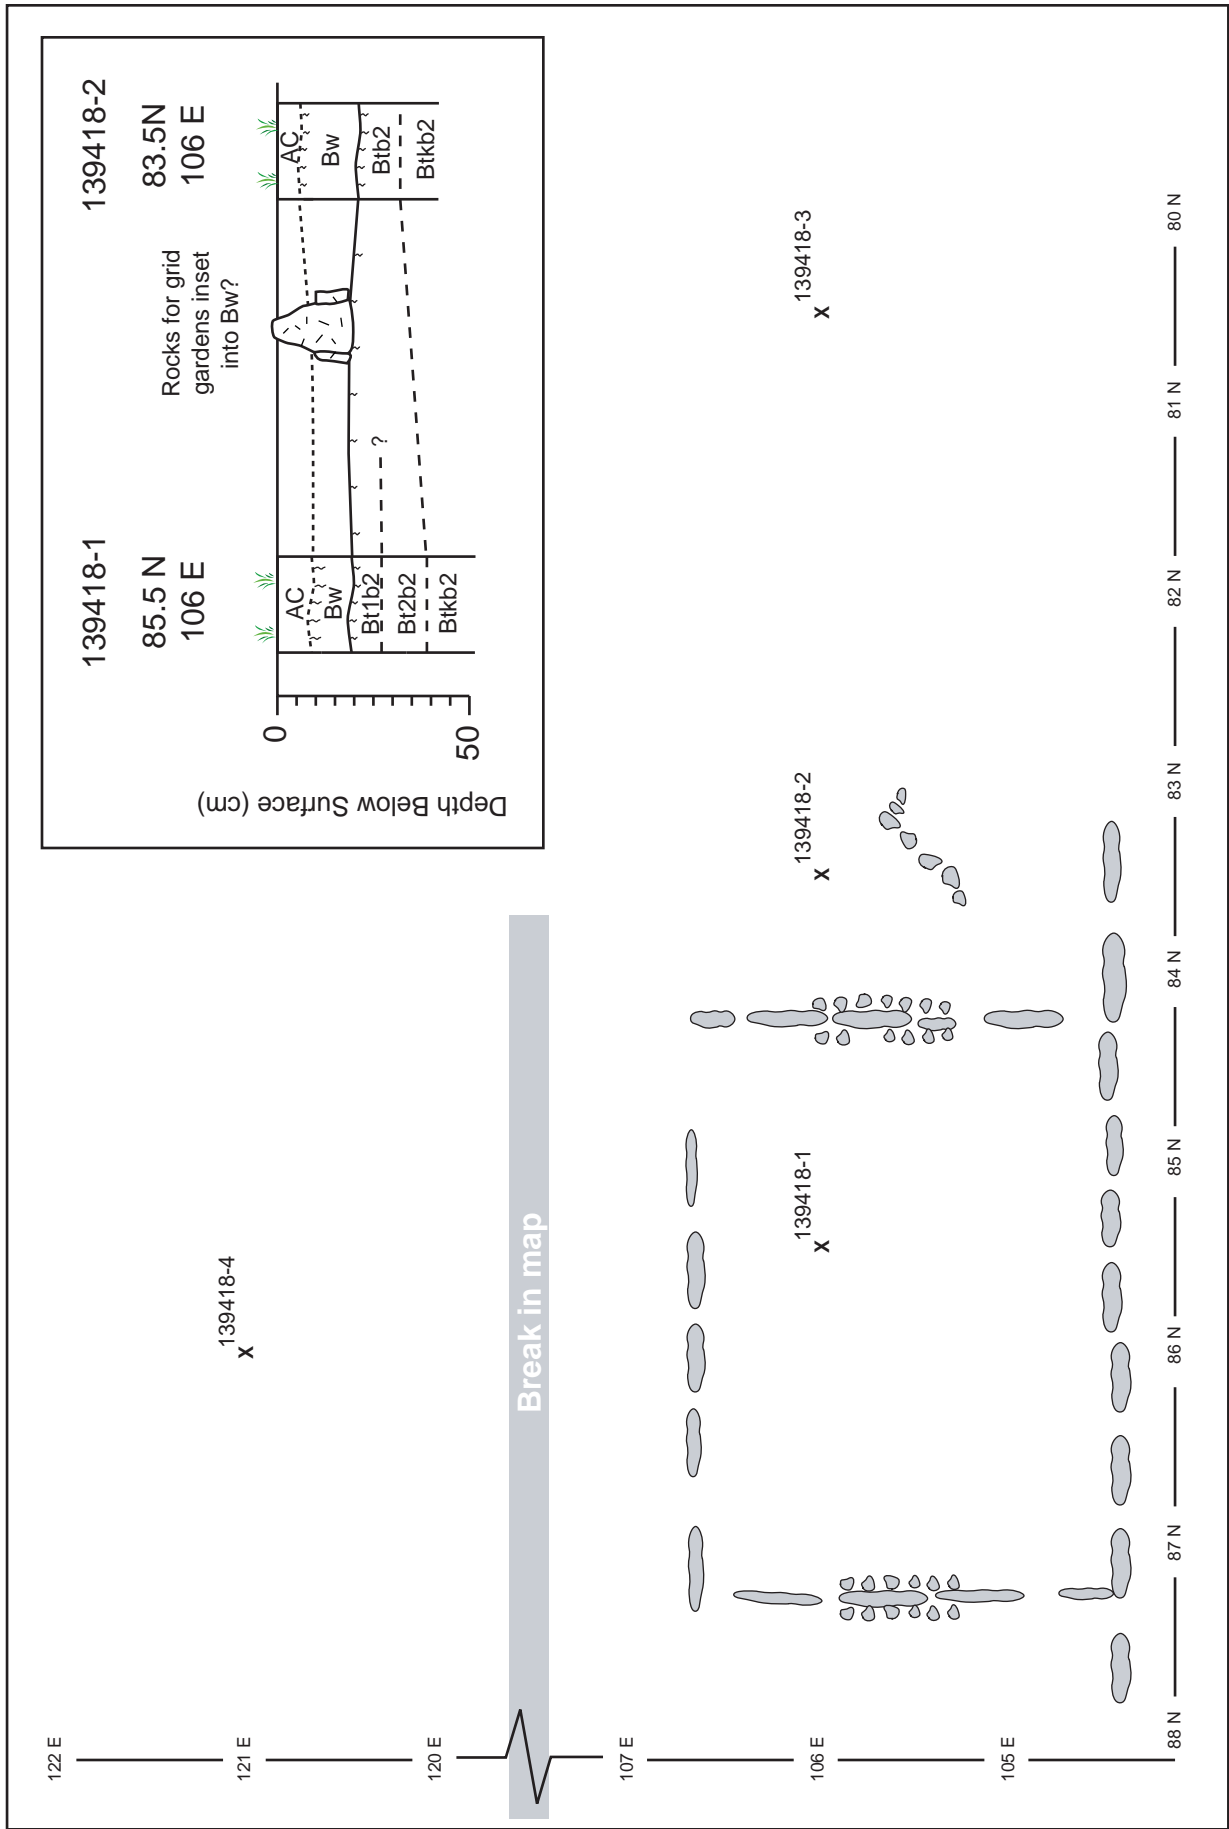 139418-1
85.5 N
106 E
Rocks for grid
gardens inset
into Bw?
139418-2
83.5N
106 E
Depth Below Surface (cm)
0
50
AC
Bw
Bt1b2
Bt2b2
Btkb2
?
AC
Bw
Btb2
Btkb2
122 E
121 E
120 E
107 E
106 E
105 E
139418-4
Break in map
139418-1
139418-2
139418-3
X
X
X
X
88 N
87 N
86 N
85 N
84 N
83 N
82 N
81 N
80 N